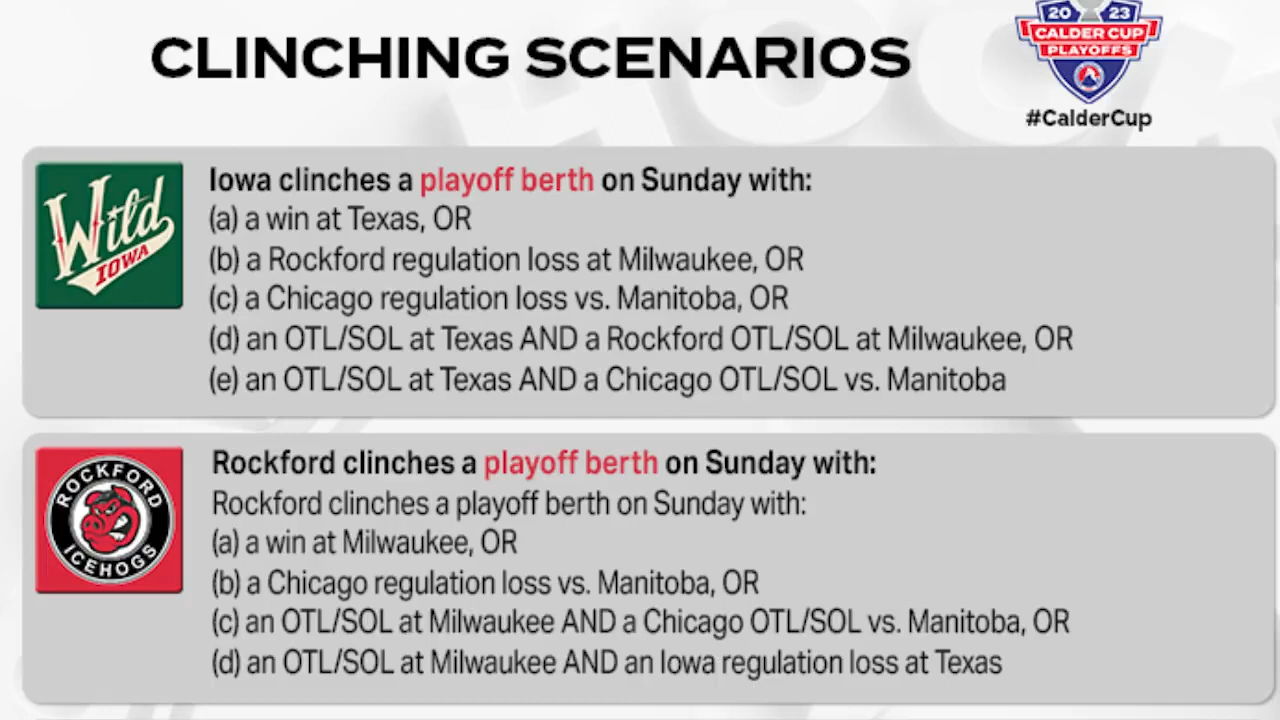 CLINCHING SCENARIOS
20 23
CALDER CUP
PLAYOFFS
#CalderCup
Wild
IOWA
Iowa clinches a playoff berth on Sunday with:
(a) a win at Texas, OR
(b) a Rockford regulation loss at Milwaukee, OR
(c) a Chicago regulation loss vs. Manitoba, OR
(d) an OTL/SOL at Texas AND a Rockford OTL/SOL at Milwaukee, OR
(e) an OTL/SOL at Texas AND a Chicago OTL/SOL vs. Manitoba
ROCKFORD
ICEHOGS
Rockford clinches a playoff berth on Sunday with:
Rockford clinches a playoff berth on Sunday with:
(a) a win at Milwaukee, OR
(b) a Chicago regulation loss vs. Manitoba, OR
(c) an OTL/SOL at Milwaukee AND a Chicago OTL/SOL vs. Manitoba, OR
(d) an OTL/SOL at Milwaukee AND an Iowa regulation loss at Texas